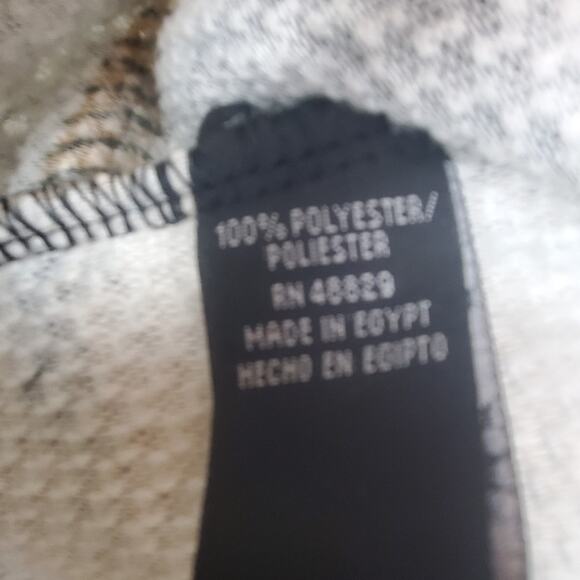 100% POLYESTER/
POLIESTER
RN 48829
MADE IN EGYPT
HECHO EN EGIPTO